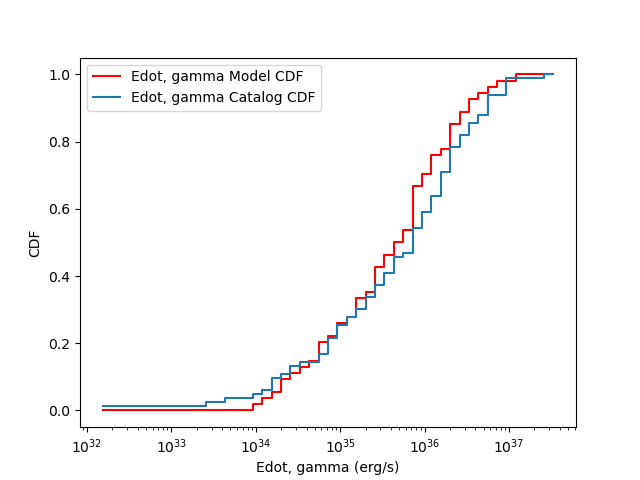 Edot, gamma Model CDF
Edot, gamma Catalog CDF
1.0
0.8
0.6
0.4
0.2
0.0
CDF
10^32 10^33 10^34 10^35 10^36 10^37
Edot, gamma (erg/s)